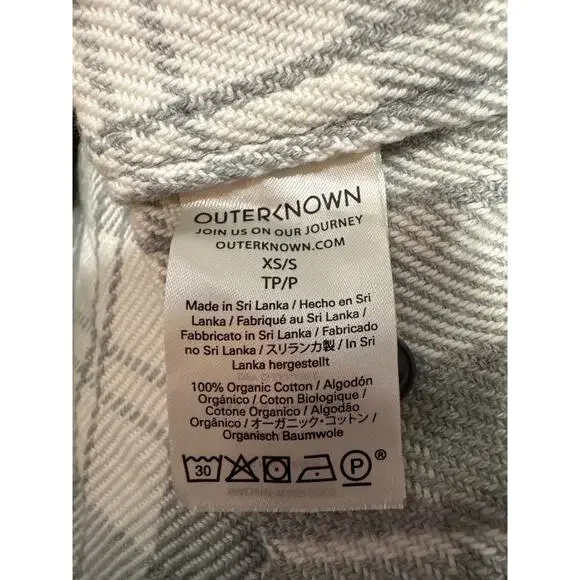 OUTERKNOWN
JOIN US ON OUR JOURNEY
OUTERKNOWN.COM
XS/S
TP/P
Made in Sri Lanka / Hecho en Sri
Lanka / Fabriqué au Sri Lanka /
Fabbricato in Sri Lanka / Fabricado
no Sri Lanka / スリランカ製 / In Sri
Lanka hergestellt
100% Organic Cotton / Algodón
Orgánico / Coton Biologique /
Cotone Organico / Algodão
Orgânico / オーガニック・コットン /
Organisch Baumwole
30 P ®